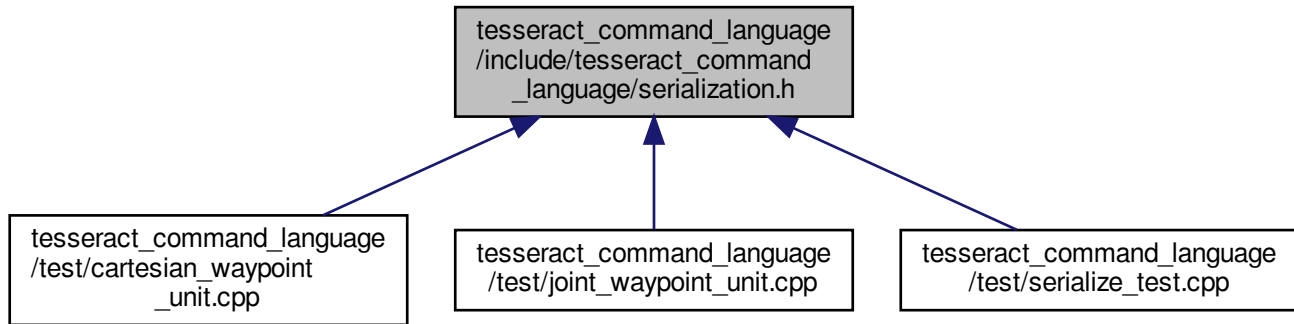 tesseract_command_language
/include/tesseract_command
_language/serialization.h
tesseract_command_language
/test/cartesian_waypoint
_unit.cpp
tesseract_command_language
/test/joint_waypoint_unit.cpp
tesseract_command_language
/test/serialize_test.cpp